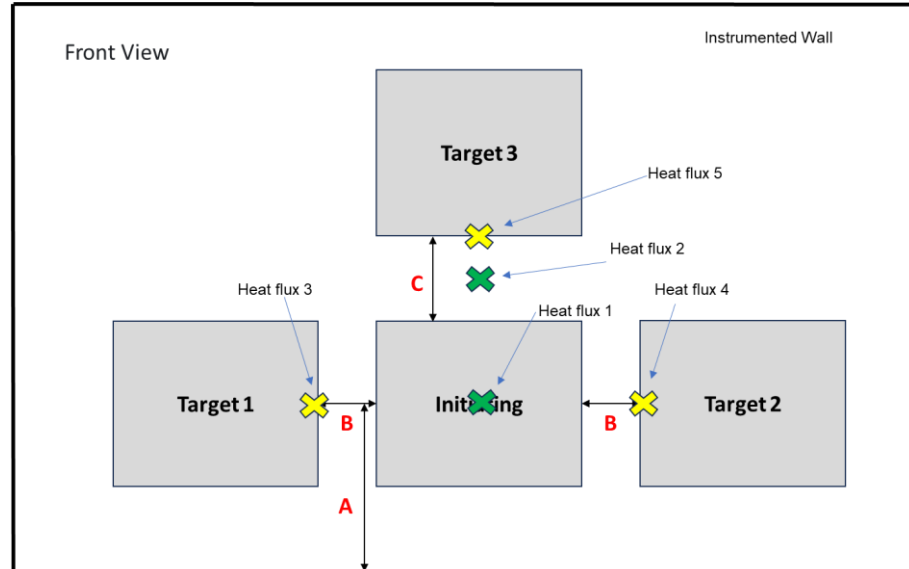 Front View
Instrumented Wall
Target 3
Heat flux 5
Heat flux 2
C
Heat flux 3
Heat flux 1
Heat flux 4
Target 1
B
Initiating
B
Target 2
A